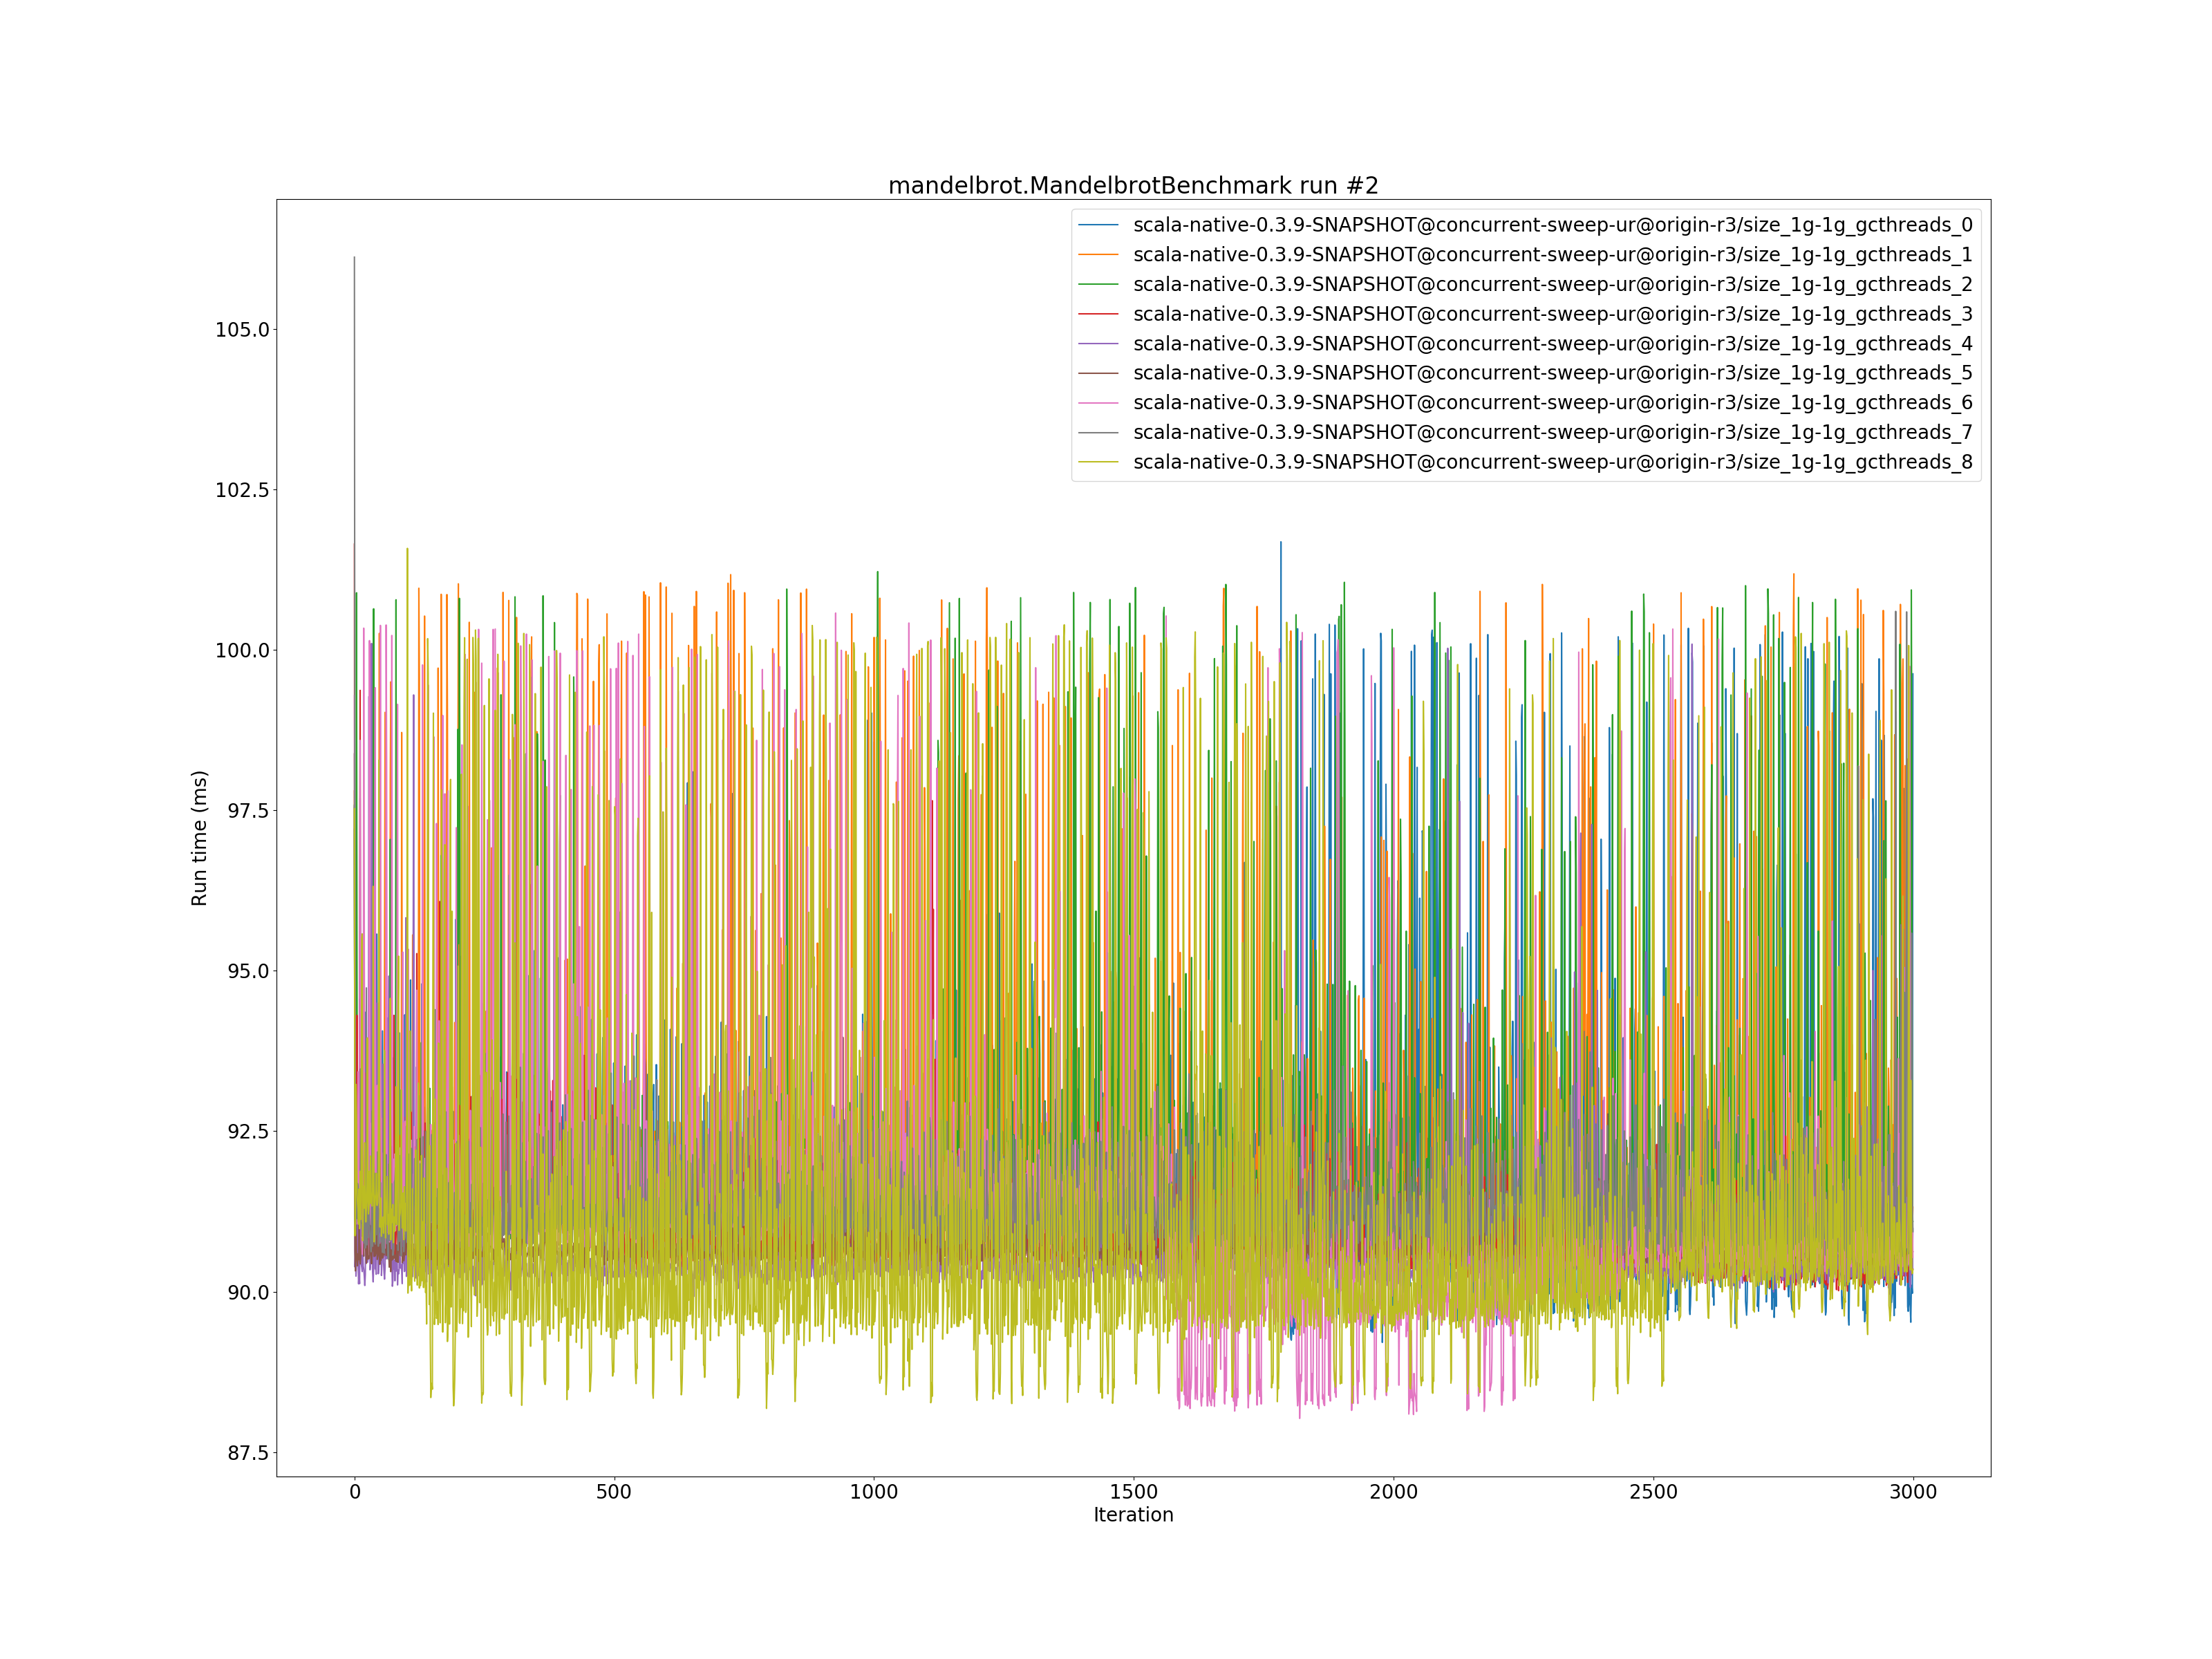 mandelbrot.MandelbrotBenchmark run #2
scala-native-0.3.9-SNAPSHOT@concurrent-sweep-ur@origin-r3/size_1g-1g_gcthreads_0
scala-native-0.3.9-SNAPSHOT@concurrent-sweep-ur@origin-r3/size_1g-1g_gcthreads_1
scala-native-0.3.9-SNAPSHOT@concurrent-sweep-ur@origin-r3/size_1g-1g_gcthreads_2
scala-native-0.3.9-SNAPSHOT@concurrent-sweep-ur@origin-r3/size_1g-1g_gcthreads_3
scala-native-0.3.9-SNAPSHOT@concurrent-sweep-ur@origin-r3/size_1g-1g_gcthreads_4
scala-native-0.3.9-SNAPSHOT@concurrent-sweep-ur@origin-r3/size_1g-1g_gcthreads_5
scala-native-0.3.9-SNAPSHOT@concurrent-sweep-ur@origin-r3/size_1g-1g_gcthreads_6
scala-native-0.3.9-SNAPSHOT@concurrent-sweep-ur@origin-r3/size_1g-1g_gcthreads_7
scala-native-0.3.9-SNAPSHOT@concurrent-sweep-ur@origin-r3/size_1g-1g_gcthreads_8
Run time (ms)
105.0
102.5
100.0
97.5
95.0
92.5
90.0
87.5
0 500 1000 1500 2000 2500 3000
Iteration